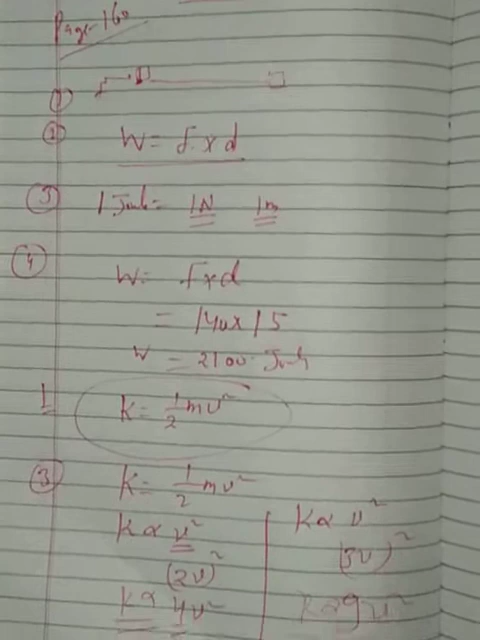 Page-160
①
② W = F x d
③ 1 Joule = 1N 1m
④ W = F x d
= 140 x 15
W = 2100 Joule
1 K = 1/2 mv²
③ K = 1/2 mv²
K ∝ v²
(2v)²
K ∝ 4v²
K ∝ v²
(3v)²
K ∝ 9v²